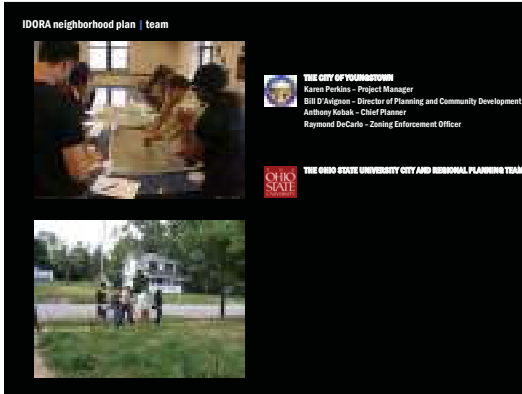 IDORA neighborhood plan | team
THE CITY OF YOUNGSTOWN
Karen Perkins – Project Manager
Bill D'Avignon – Director of Planning and Community Development
Anthony Kobak – Chief Planner
Raymond DeCarlo – Zoning Enforcement Officer
OHIO
STATE
UNIVERSITY
THE OHIO STATE UNIVERSITY CITY AND REGIONAL PLANNING TEAM